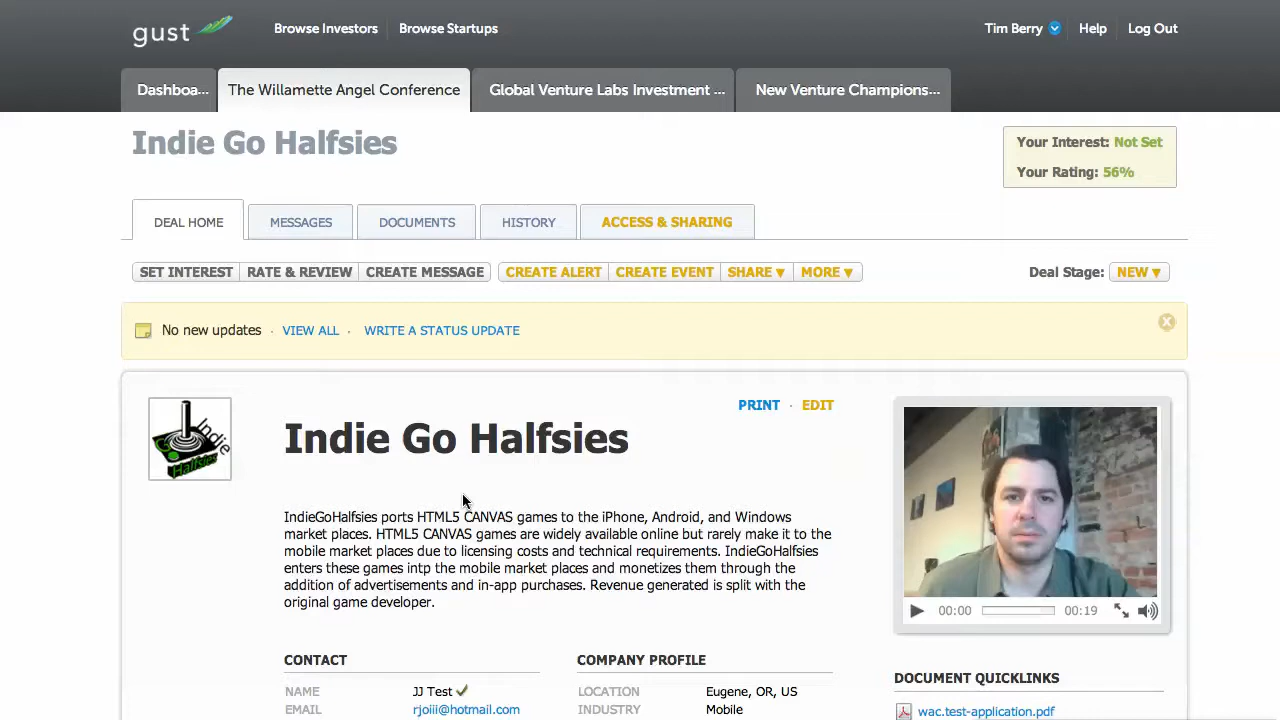 gust Browse Investors Browse Startups Tim Berry Help Log Out
Dashboa... The Willamette Angel Conference Global Venture Labs Investment ... New Venture Champions...
Indie Go Halfsies
Your Interest: Not Set
Your Rating: 56%
DEAL HOME MESSAGES DOCUMENTS HISTORY ACCESS & SHARING
SET INTEREST RATE & REVIEW CREATE MESSAGE CREATE ALERT CREATE EVENT SHARE ▼ MORE ▼ Deal Stage: NEW ▼
No new updates · VIEW ALL · WRITE A STATUS UPDATE
PRINT · EDIT
Indie Halfsies
Indie Go Halfsies
IndieGoHalfsies ports HTML5 CANVAS games to the iPhone, Android, and Windows
market places. HTML5 CANVAS games are widely available online but rarely make it to the
mobile market places due to licensing costs and technical requirements. IndieGoHalfsies
enters these games intp the mobile market places and monetizes them through the
addition of advertisements and in-app purchases. Revenue generated is split with the
original game developer.
00:00 00:19
CONTACT
NAME JJ Test
EMAIL rjoiii@hotmail.com
COMPANY PROFILE
LOCATION Eugene, OR, US
INDUSTRY Mobile
DOCUMENT QUICKLINKS
wac.test-application.pdf